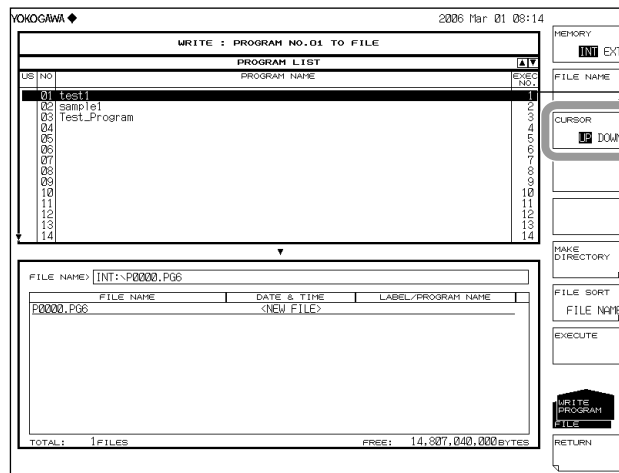 YOKOGAWA ◆ 2006 Mar 01 08:14
WRITE : PROGRAM NO.01 TO FILE
PROGRAM LIST
US NO PROGRAM NAME EXEC NO.
01 test1 1
02 sample1 2
03 Test_Program 3
04 4
05 5
06 6
07 7
08 8
09 9
10 10
11 11
12 12
13 13
14 14
FILE NAME> INT:\P0000.PG6
FILE NAME DATE & TIME LABEL/PROGRAM NAME
P0000.PG6 <NEW FILE>
TOTAL: 1FILES FREE: 14,807,040,000BYTES
MEMORY
INT EXT
FILE NAME
CURSOR
UP DOWN
MAKE
DIRECTORY
FILE SORT
FILE NAME
EXECUTE
WRITE
PROGRAM
FILE
RETURN